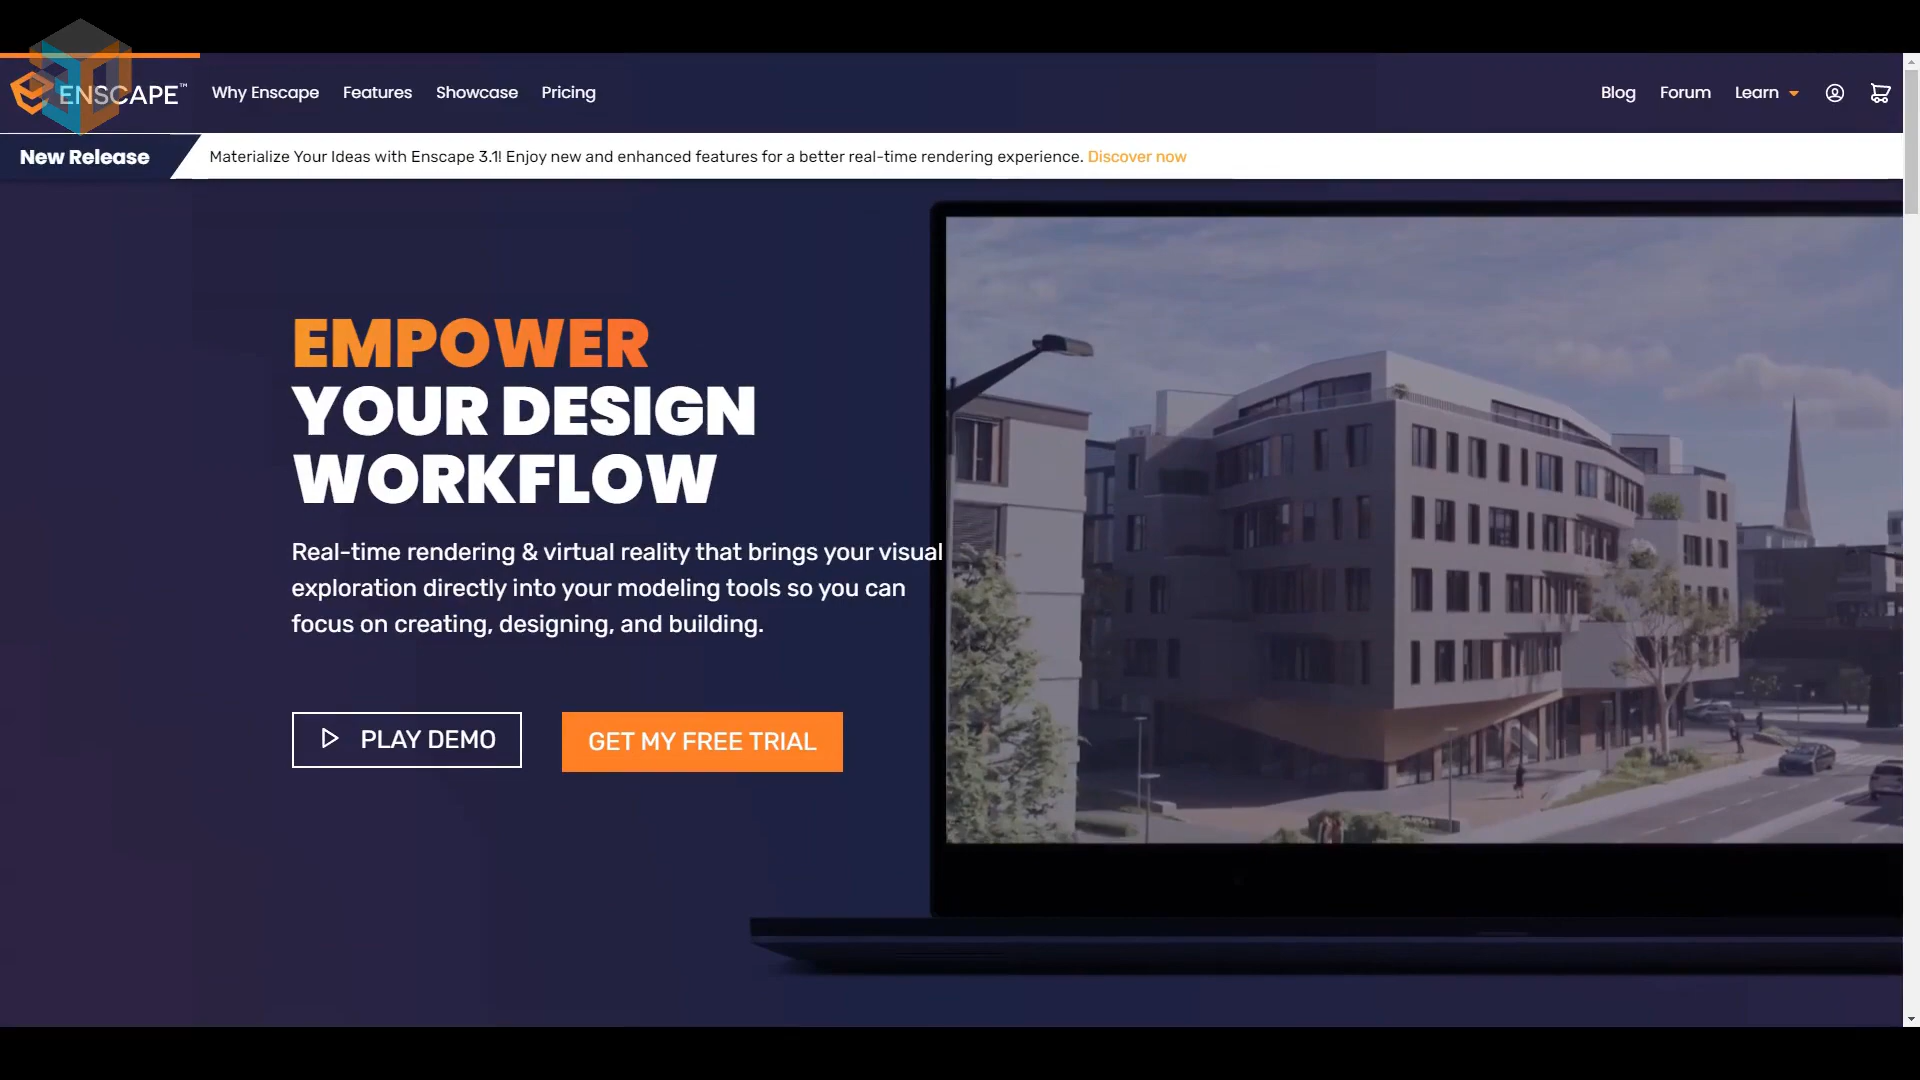 ENSCAPE™
Why Enscape Features Showcase Pricing
Blog Forum Learn
New Release
Materialize Your Ideas with Enscape 3.1! Enjoy new and enhanced features for a better real-time rendering experience. Discover now
EMPOWER
YOUR DESIGN
WORKFLOW
Real-time rendering & virtual reality that brings your visual
exploration directly into your modeling tools so you can
focus on creating, designing, and building.
PLAY DEMO
GET MY FREE TRIAL